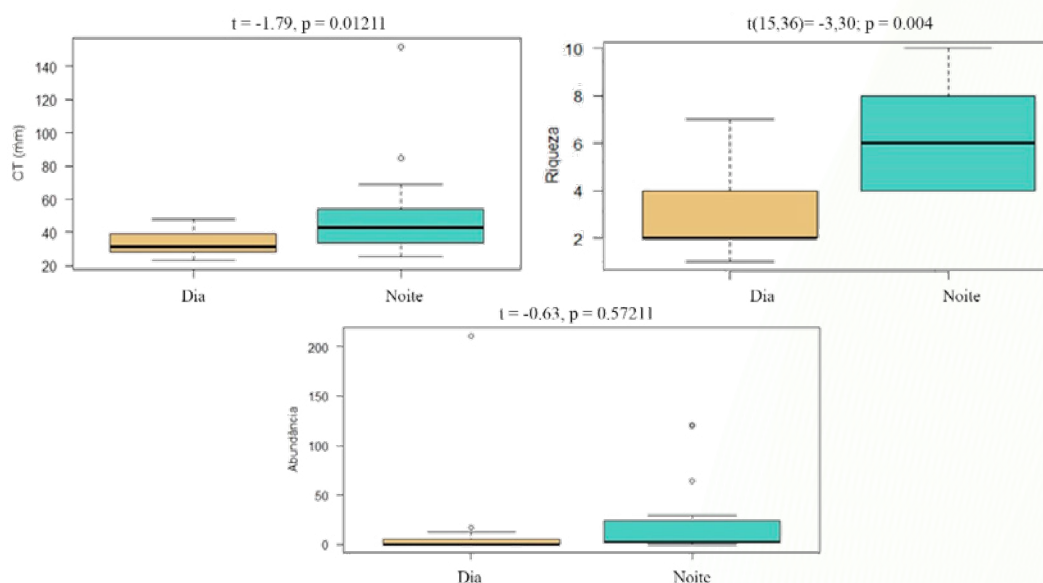 t = -1.79, p = 0.01211
CT (mm)
140
120
100
80
60
40
20
Dia
Noite
t(15,36)= -3,30; p = 0.004
Riqueza
10
8
6
4
2
Dia
Noite
t = -0.63, p = 0.57211
Abundância
200
150
100
50
0
Dia
Noite